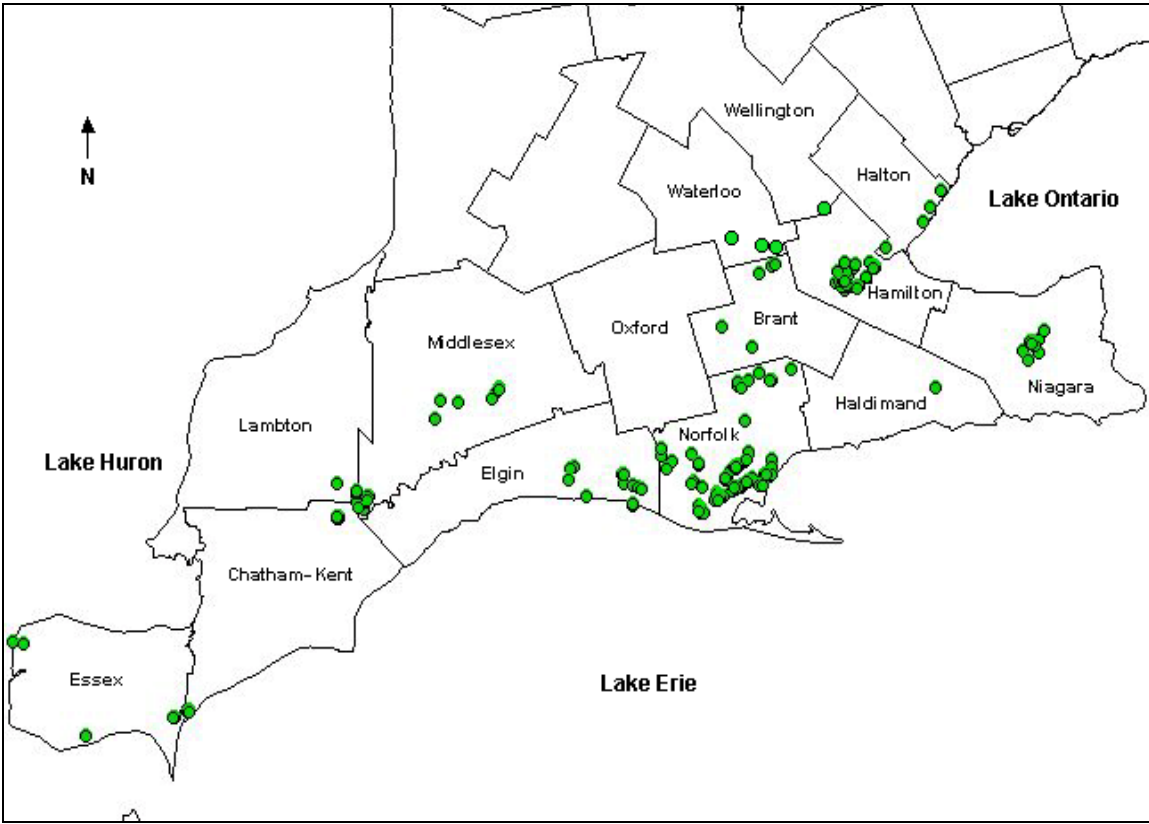 Wellington
N
Halton
Waterloo
Lake Ontario
Hamilton
Oxford
Brant
Middlesex
Niagara
Haldimand
Lambton
Norfolk
Lake Huron
Elgin
Chatham-Kent
Essex
Lake Erie